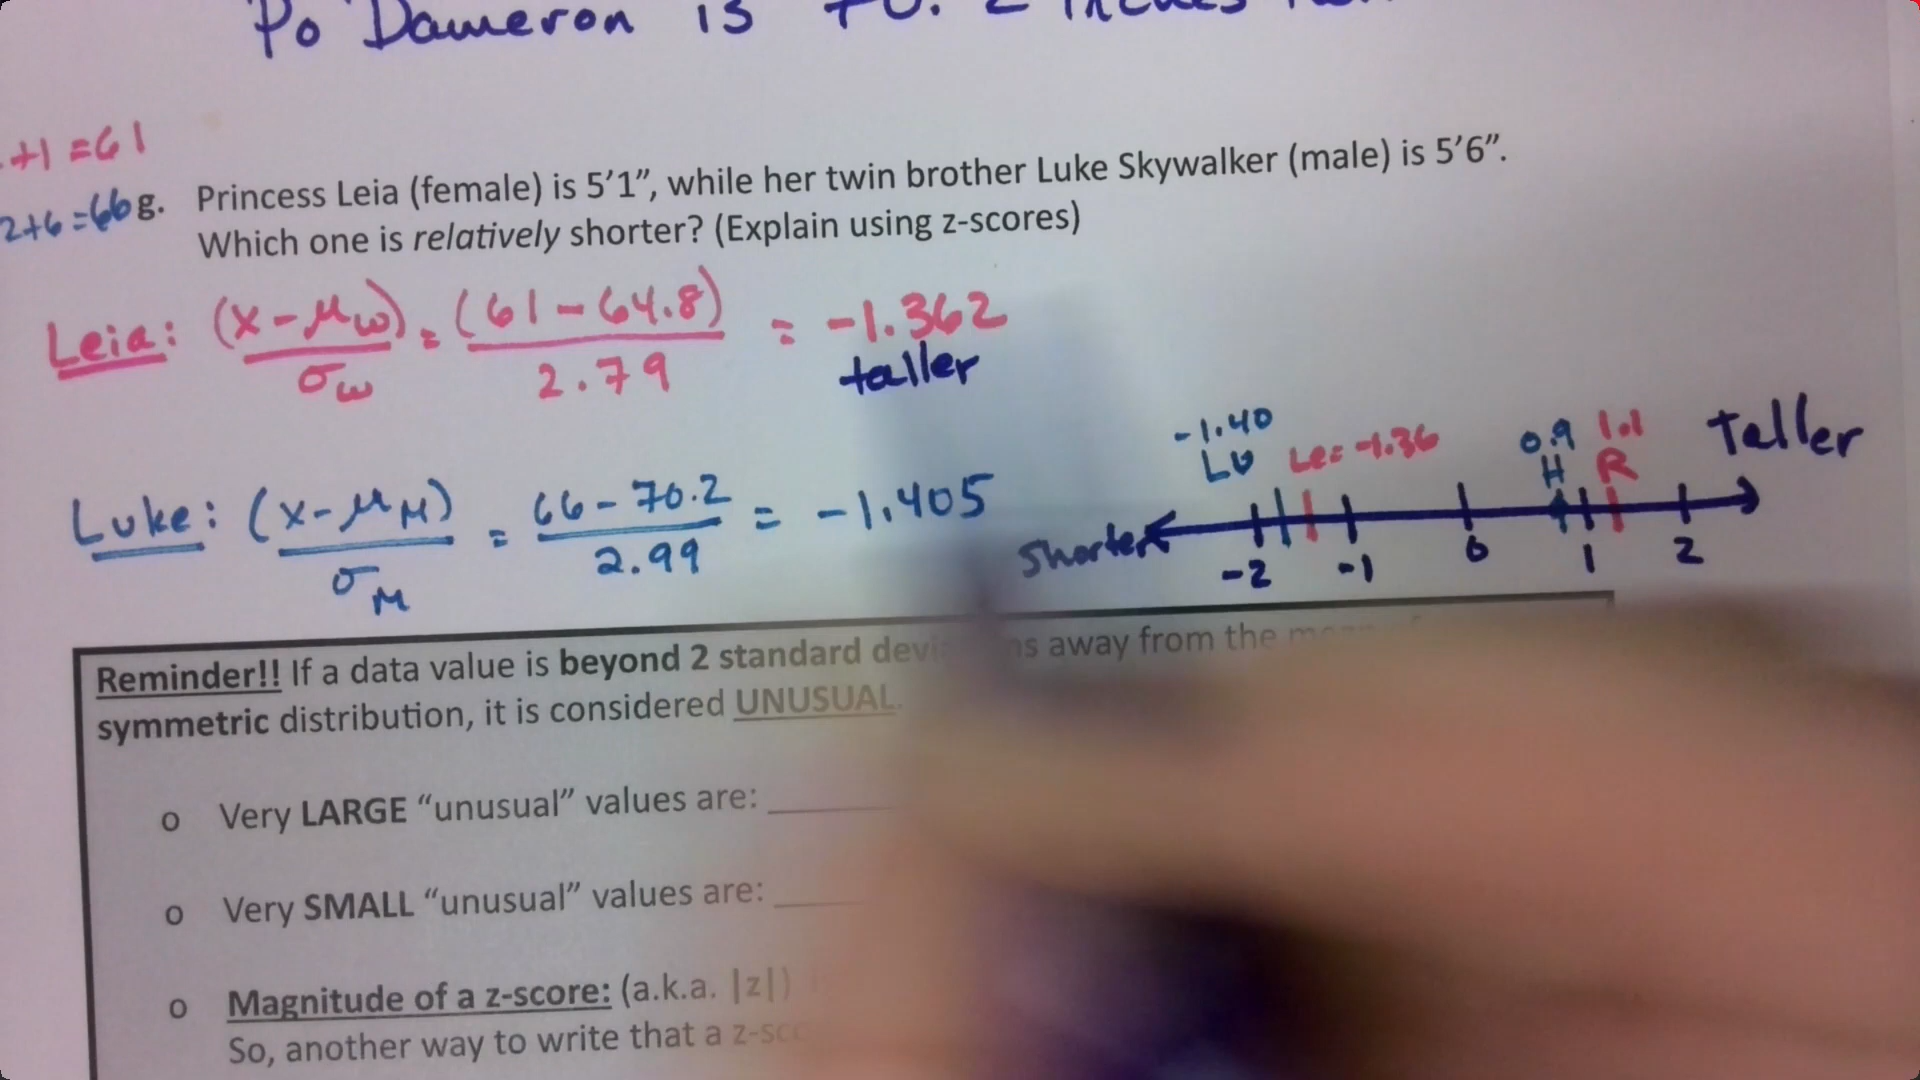 Po Dameron is
+1 = 61
2+6 = 66
g. Princess Leia (female) is 5'1", while her twin brother Luke Skywalker (male) is 5'6".
Which one is relatively shorter? (Explain using z-scores)
Leia: (x - μw) / σw = (61 - 64.8) / 2.79 = -1.362
taller
Luke: (x - μM) / σM = 66 - 70.2 / 2.99 = -1.405
-1.40 Le = -1.36 0.9 1.1 Taller
LU H R
Shorter
-2 -1 0 1 2
Reminder!! If a data value is beyond 2 standard away from the
symmetric distribution, it is considered UNUSUAL.
o Very LARGE "unusual" values are:
o Very SMALL "unusual" values are:
o Magnitude of a z-score: (a.k.a. |z|)
So, another way to write that a